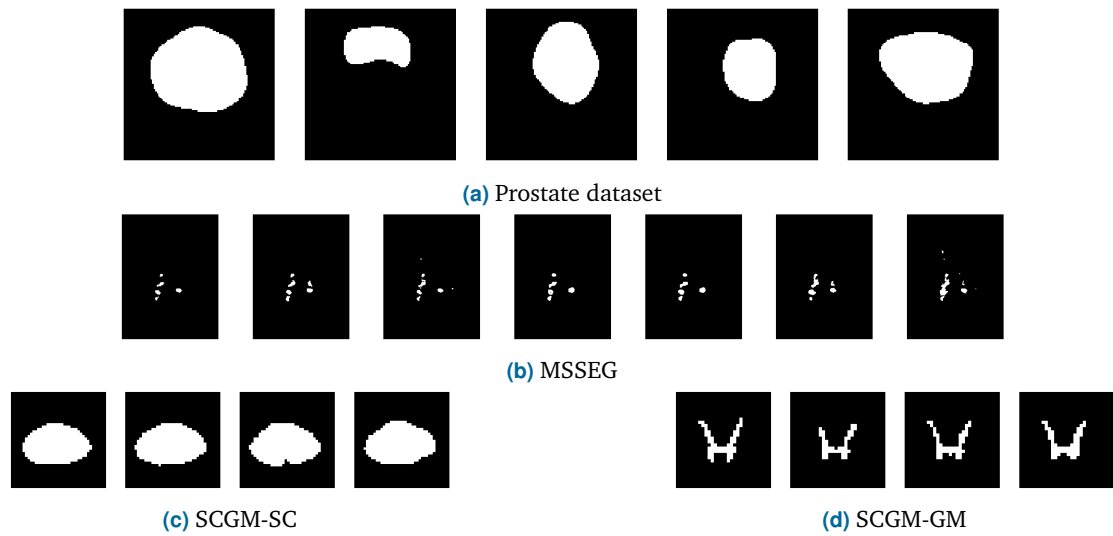 (a) Prostate dataset
(b) MSSEG
(c) SCGM-SC
(d) SCGM-GM